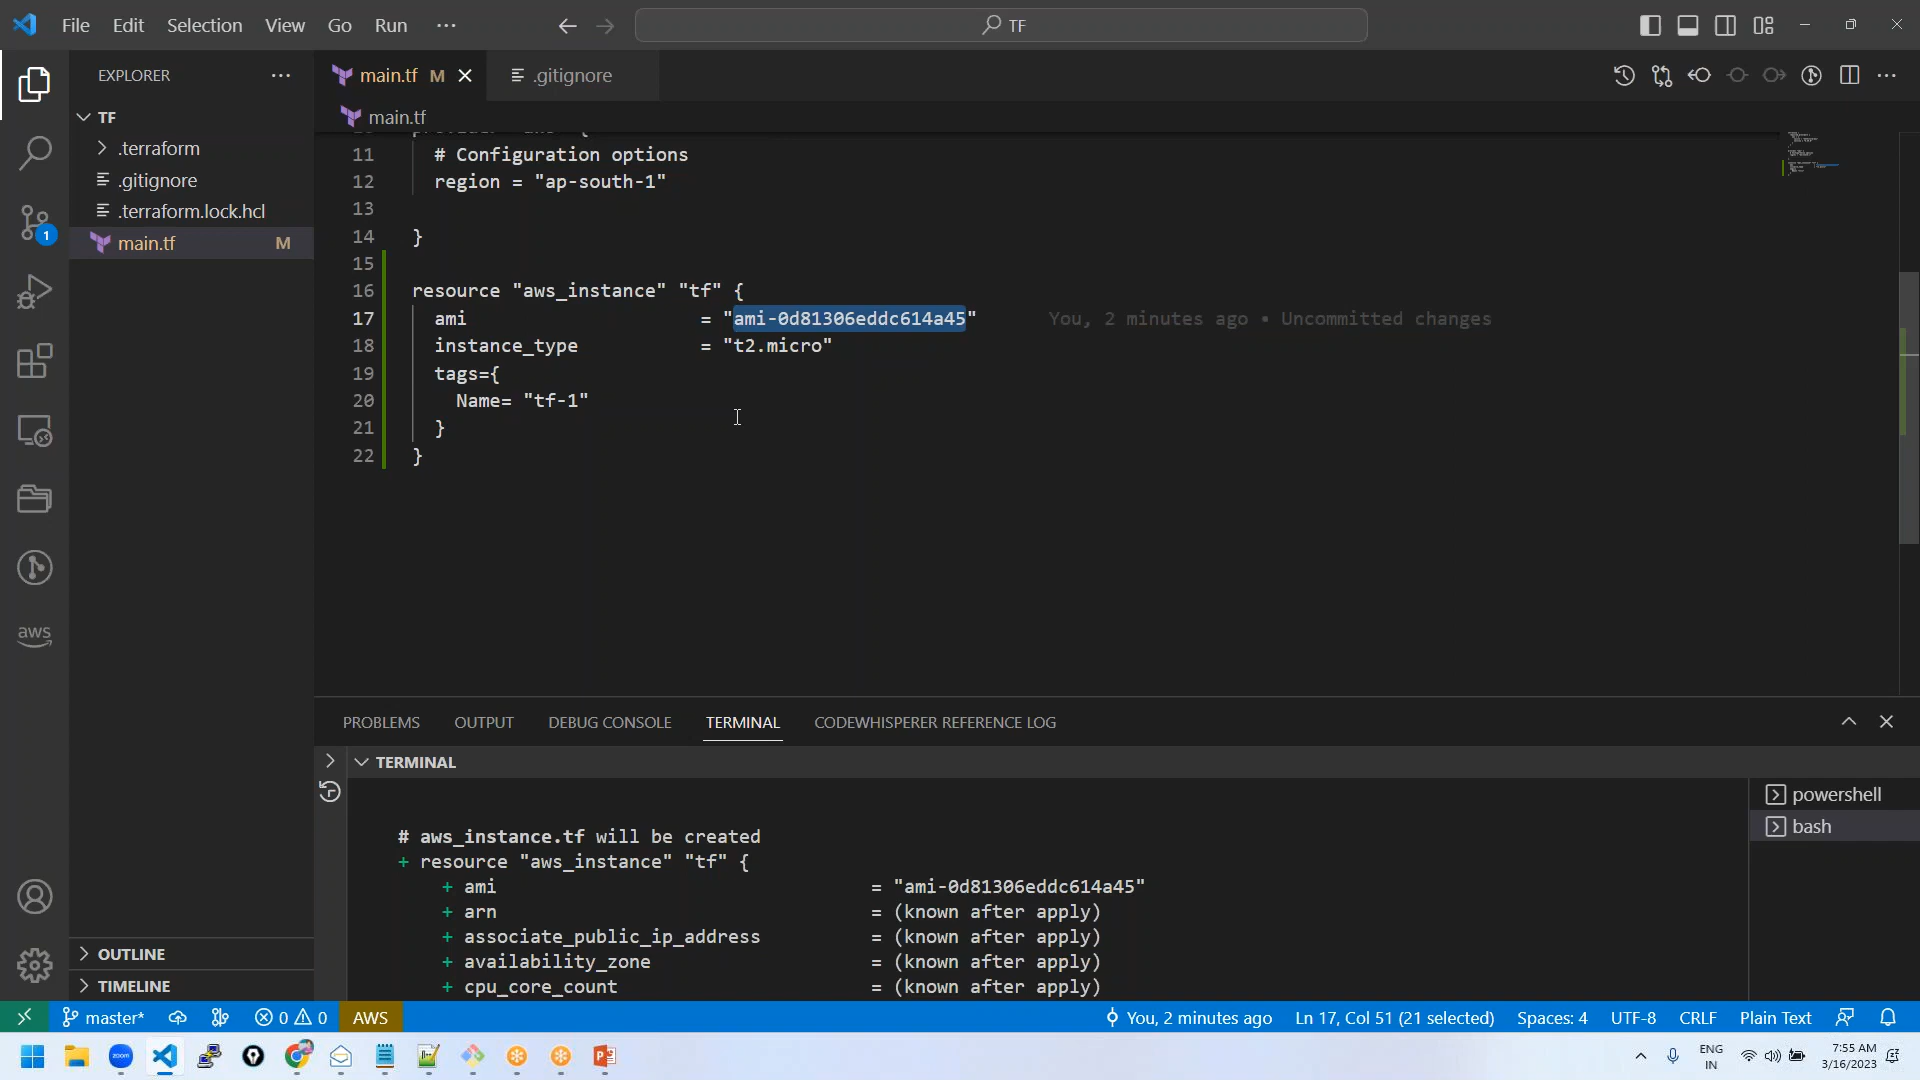 File Edit Selection View Go Run ···
TF
EXPLORER
TF
.terraform
.gitignore
.terraform.lock.hcl
main.tf M
1
aws
OUTLINE
TIMELINE
main.tf M
.gitignore
main.tf
11 # Configuration options
12 region = "ap-south-1"
13
14 }
15
16 resource "aws_instance" "tf" {
17 ami = "ami-0d81306eddc614a45" You, 2 minutes ago • Uncommitted changes
18 instance_type = "t2.micro"
19 tags={
20 Name= "tf-1"
21 }
22 }
PROBLEMS OUTPUT DEBUG CONSOLE TERMINAL CODEWHISPERER REFERENCE LOG
TERMINAL
# aws_instance.tf will be created
+ resource "aws_instance" "tf" {
+ ami = "ami-0d81306eddc614a45"
+ arn = (known after apply)
+ associate_public_ip_address = (known after apply)
+ availability_zone = (known after apply)
+ cpu_core_count = (known after apply)
powershell
bash
master* 0 0 AWS You, 2 minutes ago Ln 17, Col 51 (21 selected) Spaces: 4 UTF-8 CRLF Plain Text
zoom
ENG
IN
7:55 AM
3/16/2023